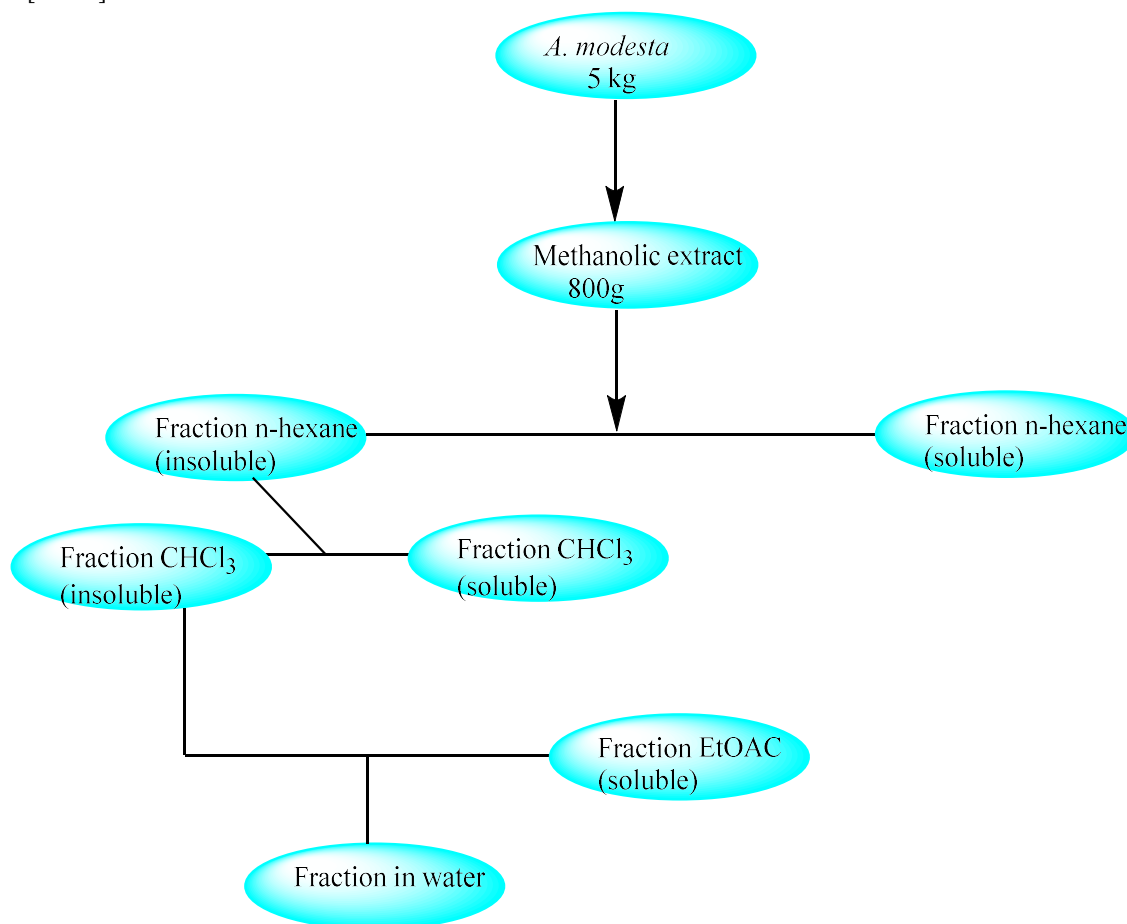 A. modesta
5 kg
Methanolic extract
800g
Fraction n-hexane
(insoluble)
Fraction n-hexane
(soluble)
Fraction CHCl3
(insoluble)
Fraction CHCl3
(soluble)
Fraction EtOAC
(soluble)
Fraction in water